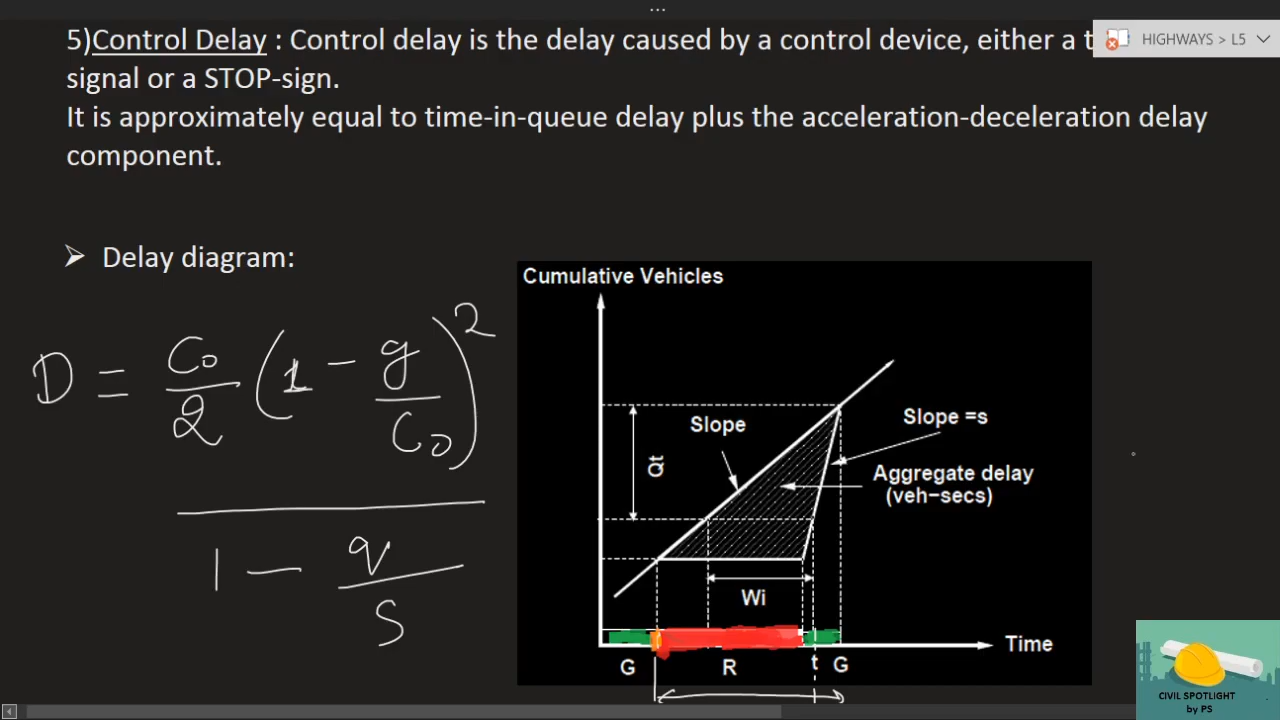 ...
5)Control Delay : Control delay is the delay caused by a control device, either a t
HIGHWAYS > L5
signal or a STOP-sign.
It is approximately equal to time-in-queue delay plus the acceleration-deceleration delay
component.
➤ Delay diagram:
D = C₀/2 (1 - g/C₀)²
1 - q/s
Cumulative Vehicles
Slope
Slope =s
Qt
Aggregate delay
(veh-secs)
Wi
Time
G R t G
CIVIL SPOTLIGHT
by PS